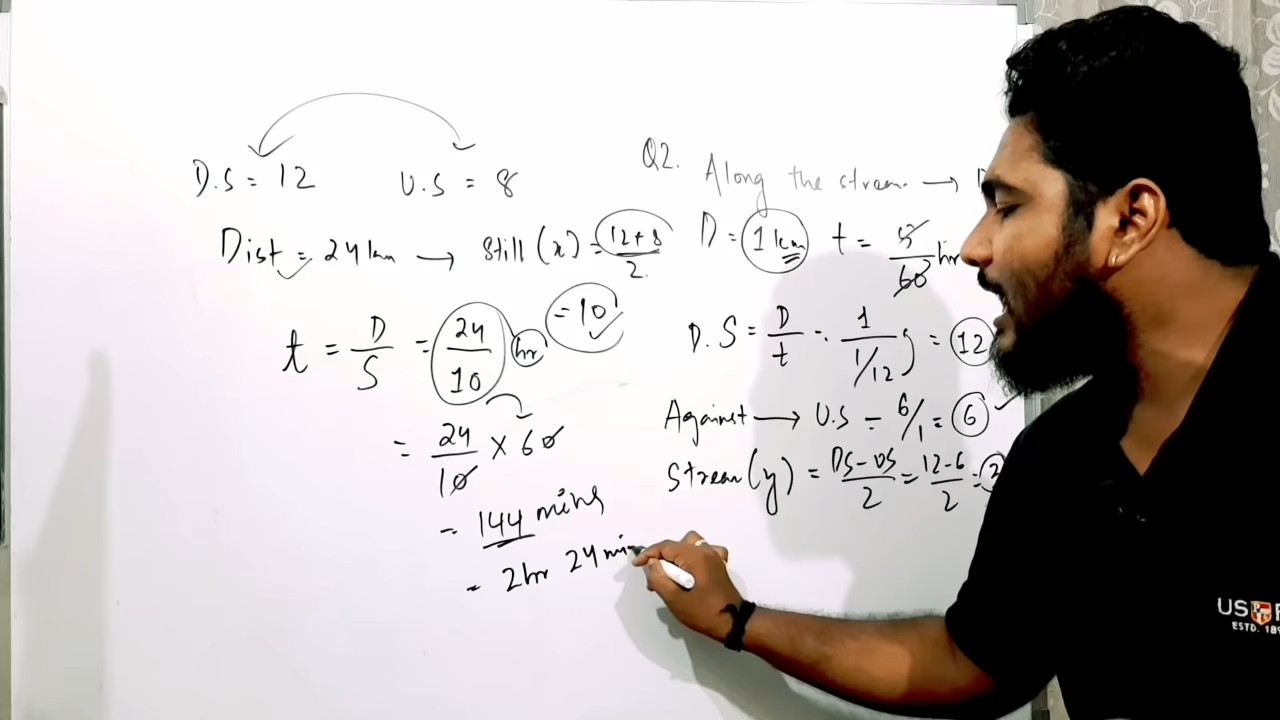 D.S = 12 U.S = 8
Dist = 24 km → Still (x) = 12+8/2 = 10
t = D/S = 24/10 hr
= 24/10 × 60
= 144 mins
= 2hr 24 min
Q2. Along the stream →
D = 1 km t = 5/60 hr
D.S = D/t = 1/1/12 = 12
Against → U.S = 6/1 = 6
Stream (y) = DS-US/2 = 12-6/2 =
US
ESTD. 18